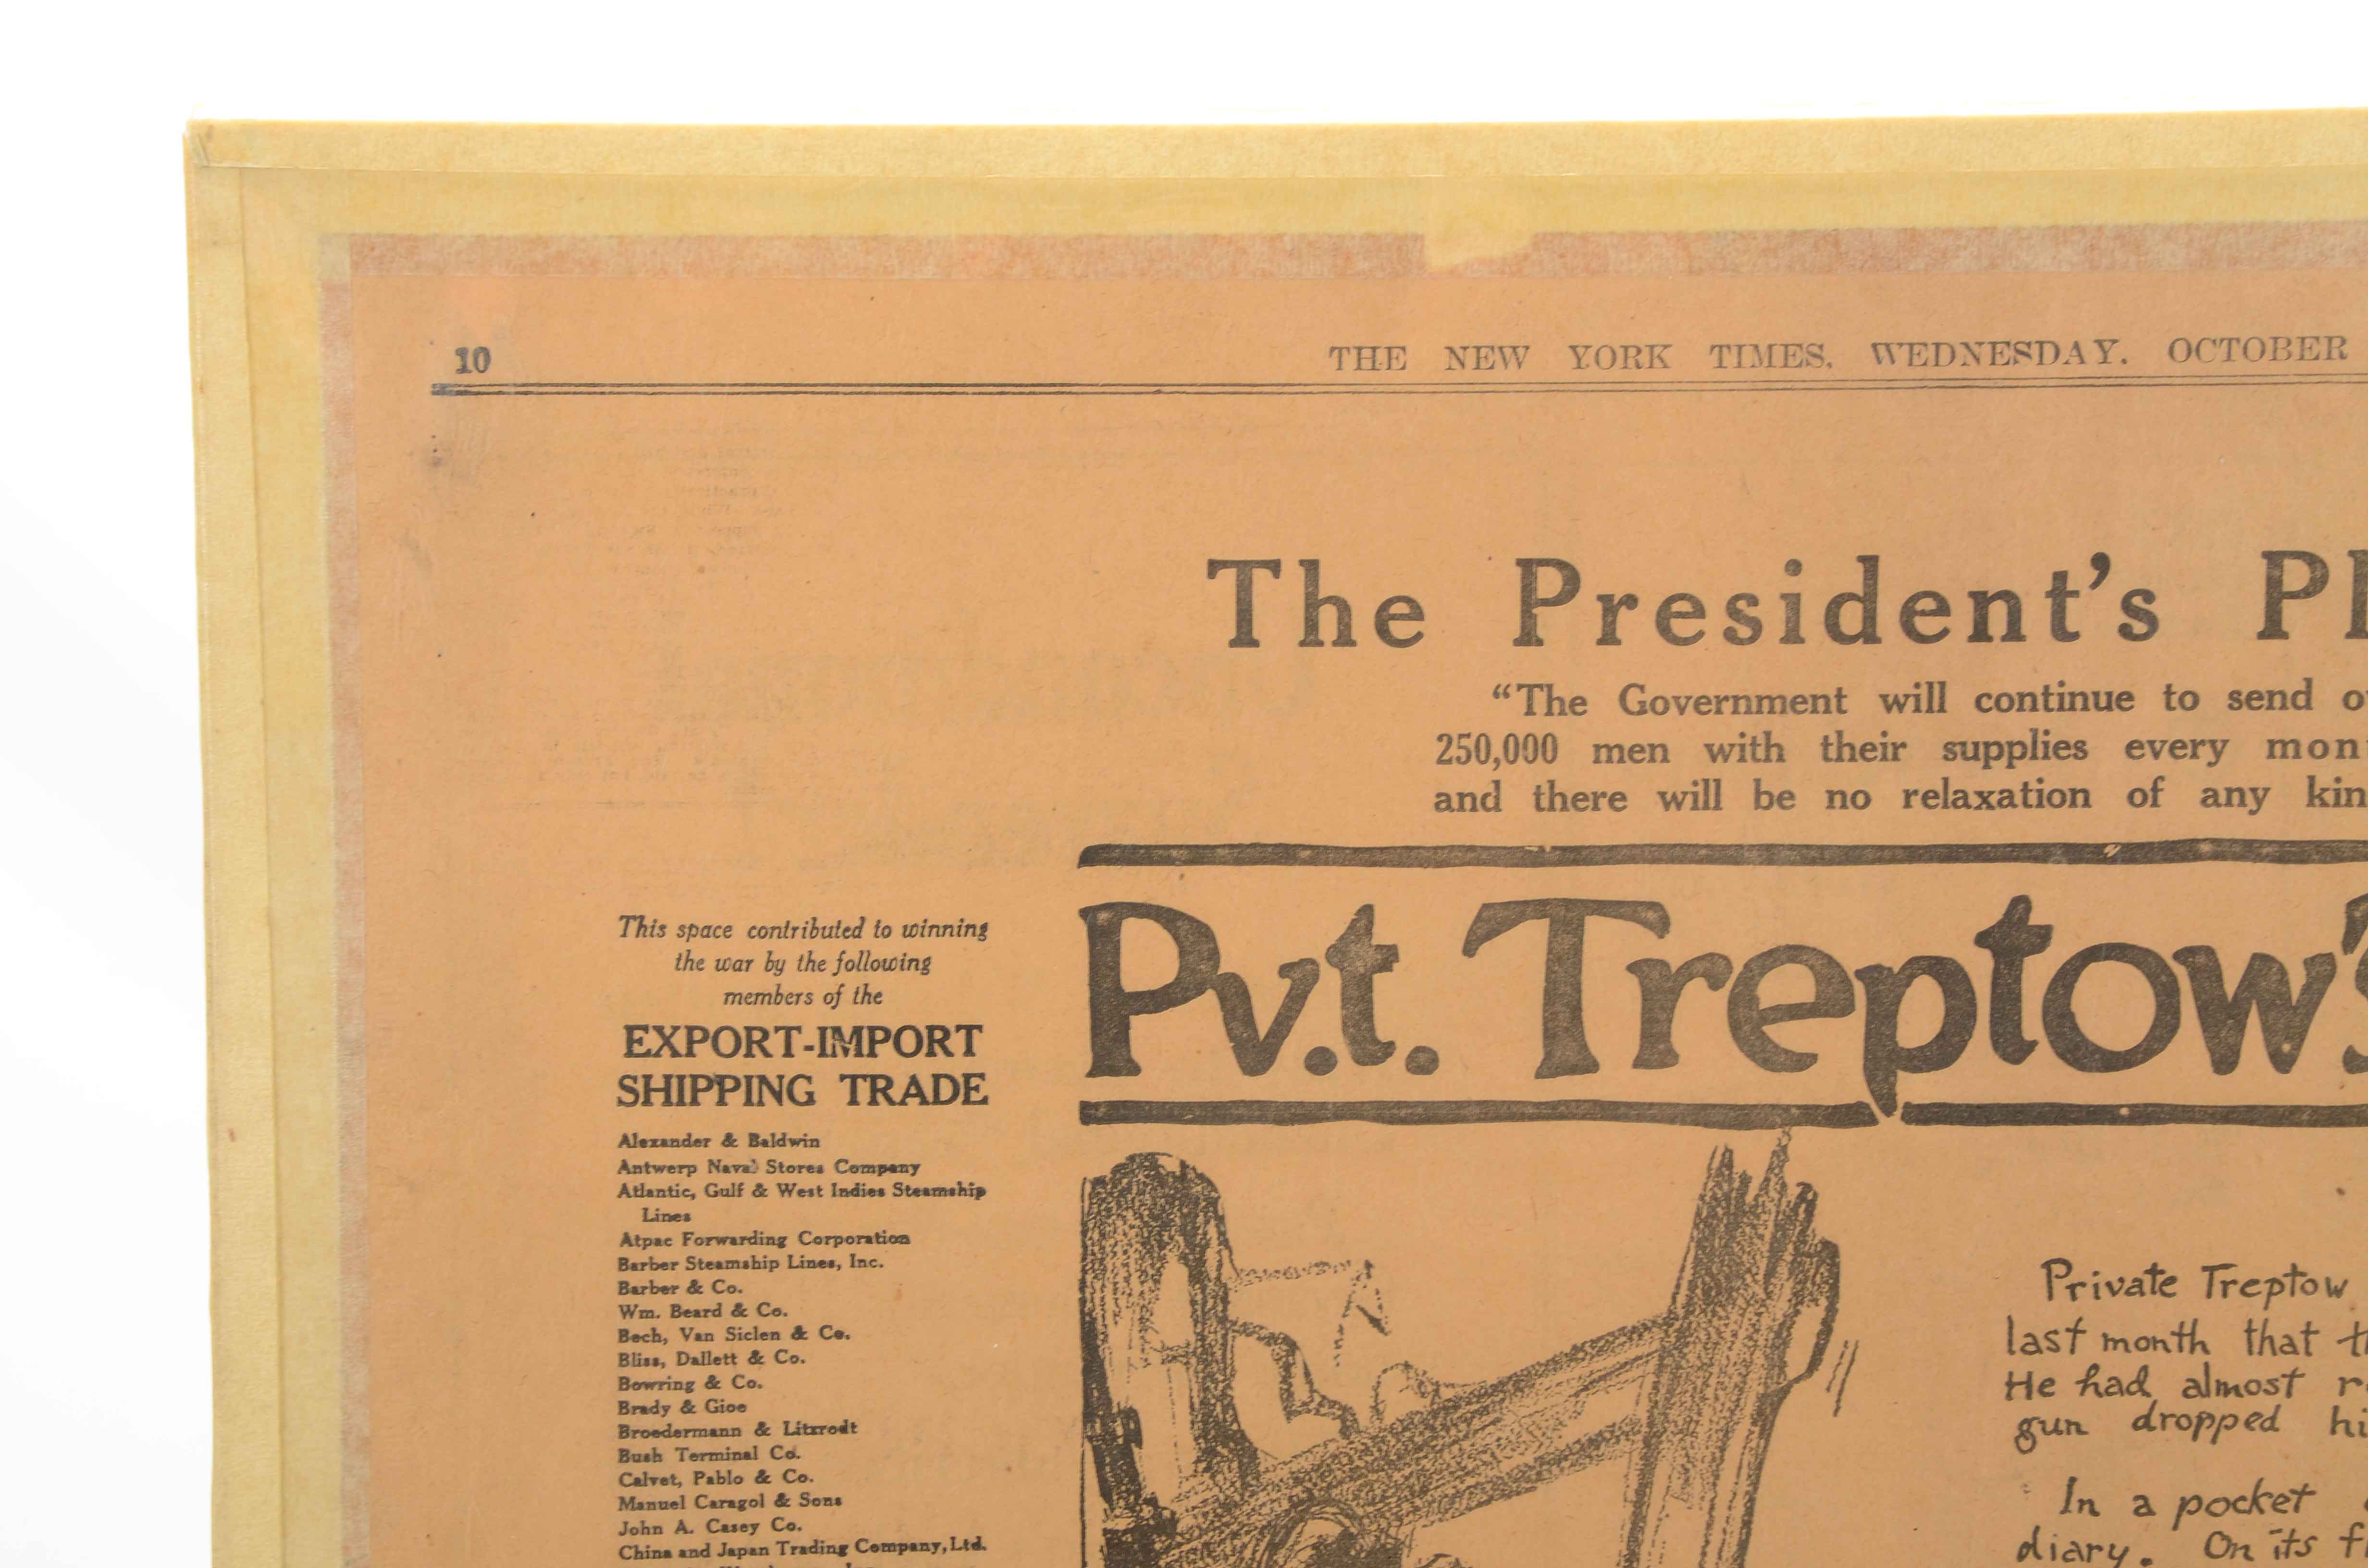 10
THE NEW YORK TIMES, WEDNESDAY. OCTOBER
The President's Pl
"The Government will continue to send o
250,000 men with their supplies every mon
and there will be no relaxation of any kin
Pvt. Treptow's
This space contributed to winning
the war by the following
members of the
EXPORT-IMPORT
SHIPPING TRADE
Alexander & Baldwin
Antwerp Naval Stores Company
Atlantic, Gulf & West Indies Steamship
Lines
Atpac Forwarding Corporation
Barber Steamship Lines, Inc.
Barber & Co.
Wm. Beard & Co.
Bech, Van Siclen & Co.
Bliss, Dallett & Co.
Bowring & Co.
Brady & Gioe
Broedermann & Litzrodt
Bush Terminal Co.
Calvet, Pablo & Co.
Manuel Caragol & Sons
John A. Casey Co.
China and Japan Trading Company, Ltd.
Private Treptow
last month that t
He had almost r
gun dropped hi
In a pocket
diary. On its f